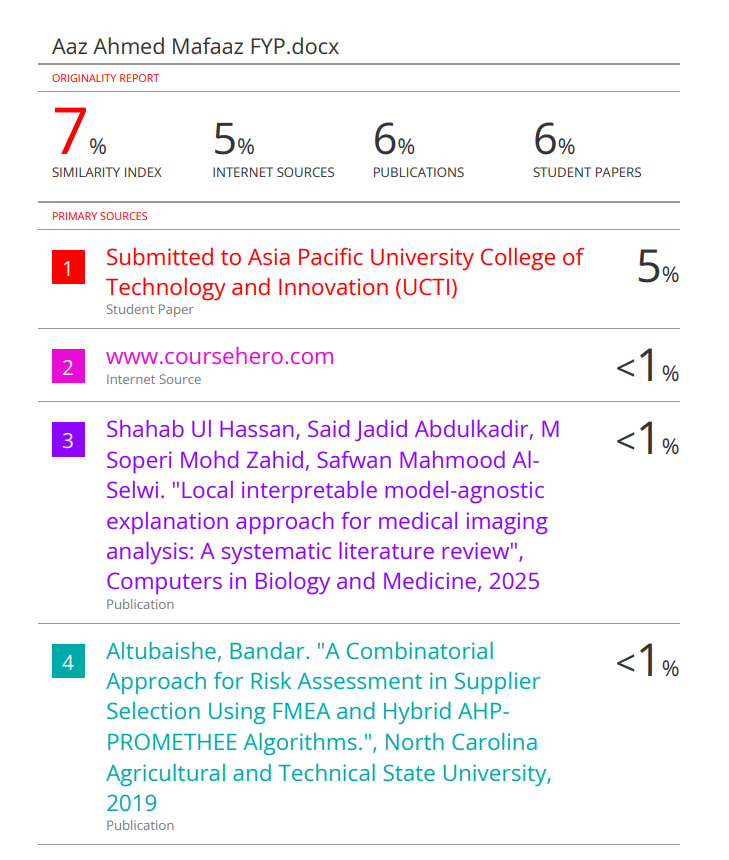 Aaz Ahmed Mafaaz FYP.docx
ORIGINALITY REPORT
7% 5% 6% 6%
SIMILARITY INDEX INTERNET SOURCES PUBLICATIONS STUDENT PAPERS
PRIMARY SOURCES
1 Submitted to Asia Pacific University College of 5%
Technology and Innovation (UCTI)
Student Paper
2 www.coursehero.com <1%
Internet Source
3 Shahab Ul Hassan, Said Jadid Abdulkadir, M <1%
Soperi Mohd Zahid, Safwan Mahmood Al-
Selwi. "Local interpretable model-agnostic
explanation approach for medical imaging
analysis: A systematic literature review",
Computers in Biology and Medicine, 2025
Publication
4 Altubaishe, Bandar. "A Combinatorial <1%
Approach for Risk Assessment in Supplier
Selection Using FMEA and Hybrid AHP-
PROMETHEE Algorithms.", North Carolina
Agricultural and Technical State University,
2019
Publication